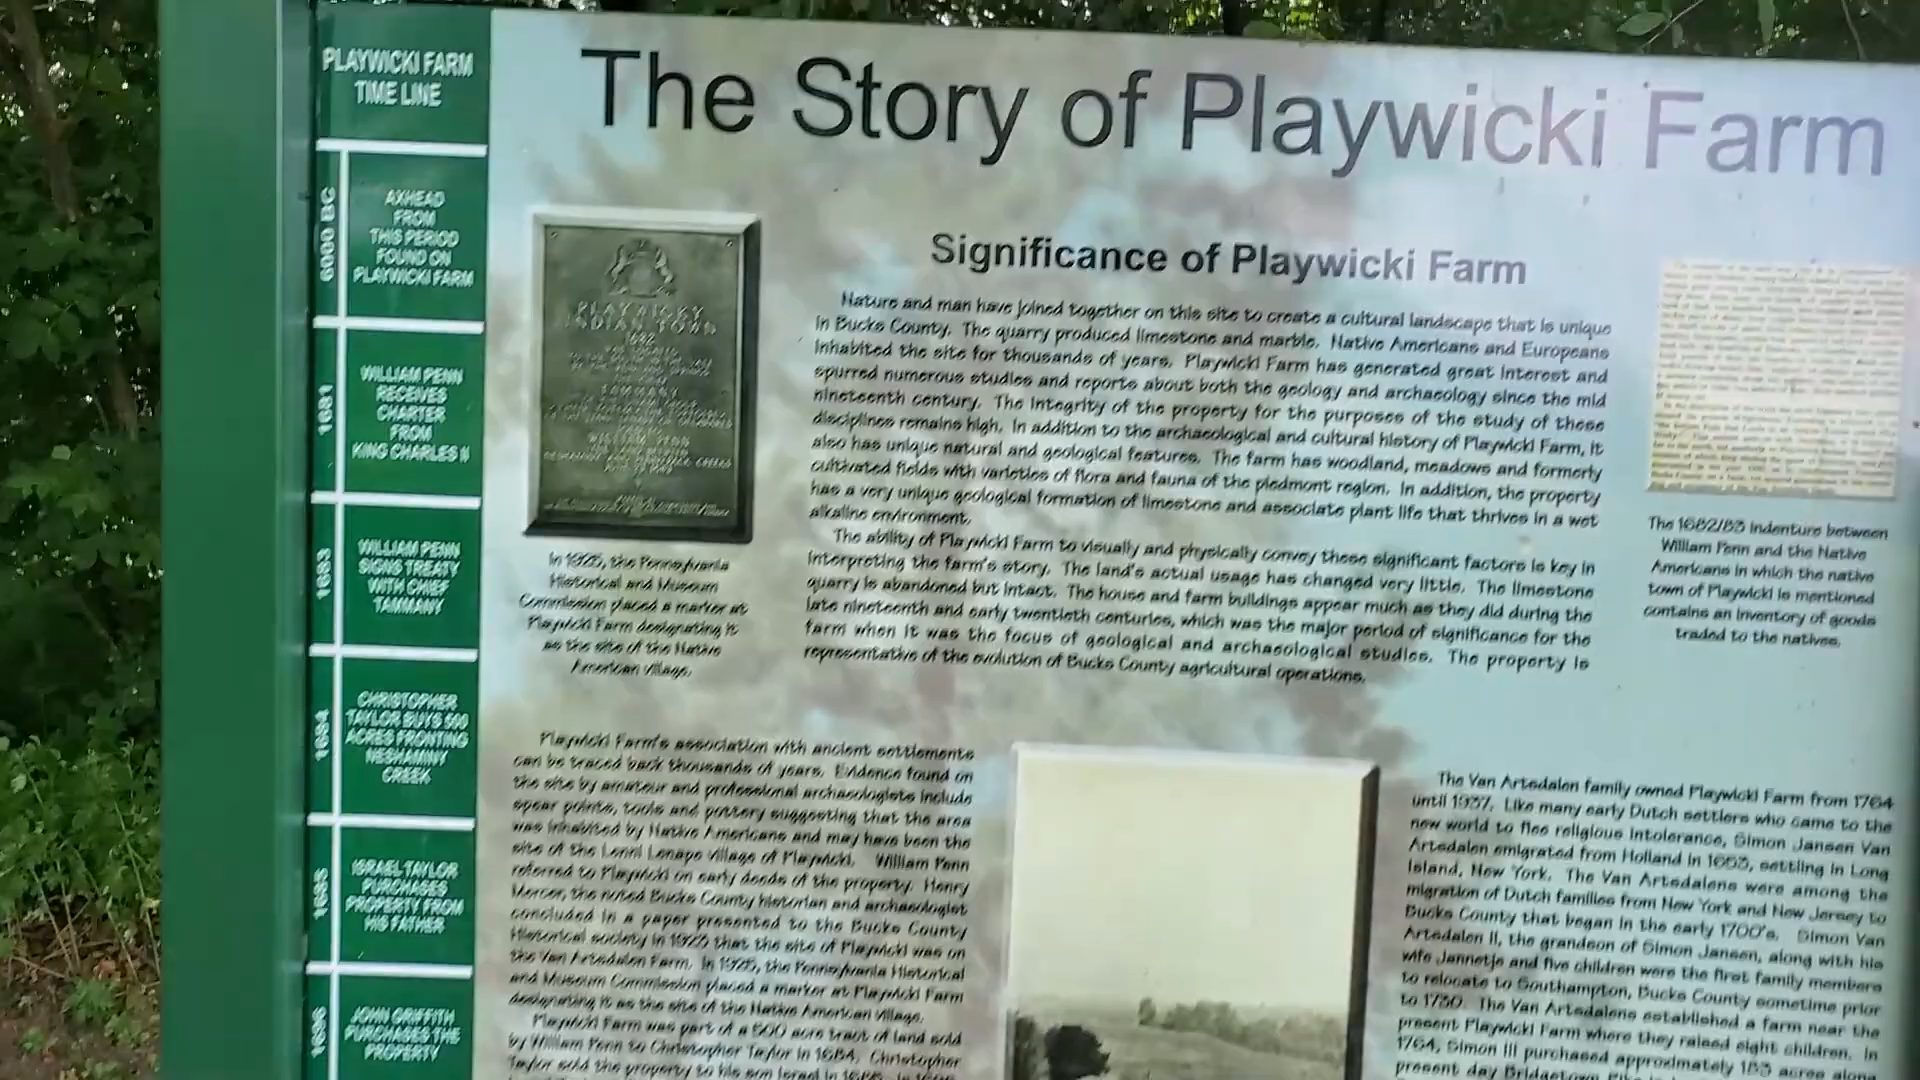 PLAYWICKI FARM
TIME LINE
6000 BC
AXHEAD
FROM
THIS PERIOD
FOUND ON
PLAYWICKI FARM
1681
WILLIAM PENN
RECEIVES
CHARTER
FROM
KING CHARLES II
1683
WILLIAM PENN
SIGNS TREATY
WITH CHIEF
TAMMANY
1684
CHRISTOPHER
TAYLOR BUYS 500
ACRES FRONTING
NESHAMINY
CREEK
1685
ISRAEL TAYLOR
PURCHASES
PROPERTY FROM
HIS FATHER
1696
JOHN GRIFFITH
PURCHASES THE
PROPERTY
The Story of Playwicki Farm
PLAYWICKY
INDIAN TOWN
1682
TAMMANY
WILLIAM PENN
In 1925, the Pennsylvania
Historical and Museum
Commission placed a marker at
Playwicki Farm designating it
as the site of the Native
American Village.
Significance of Playwicki Farm
Nature and man have joined together on this site to create a cultural landscape that is unique
in Bucks County. The quarry produced limestone and marble. Native Americans and Europeans
inhabited the site for thousands of years. Playwicki Farm has generated great interest and
spurred numerous studies and reports about both the geology and archaeology since the mid
nineteenth century. The integrity of the property for the purposes of the study of these
disciplines remains high. In addition to the archaeological and cultural history of Playwicki Farm, it
also has unique natural and geological features. The farm has woodland, meadows and formerly
cultivated fields with varieties of flora and fauna of the piedmont region. In addition, the property
has a very unique geological formation of limestone and associate plant life that thrives in a wet
alkaline environment.
The ability of Playwicki Farm to visually and physically convey these significant factors is key in
interpreting the farm's story. The land's actual usage has changed very little. The limestone
quarry is abandoned but intact. The house and farm buildings appear much as they did during the
late nineteenth and early twentieth centuries, which was the major period of significance for the
farm when it was the focus of geological and archaeological studies. The property is
representative of the evolution of Bucks County agricultural operations.
The 1682/83 indenture between
William Penn and the Native
Americans in which the native
town of Playwicki is mentioned
contains an inventory of goods
traded to the natives.
Playwicki Farm's association with ancient settlements
can be traced back thousands of years. Evidence found on
the site by amateur and professional archaeologists include
spear points, tools and pottery suggesting that the area
was inhabited by Native Americans and may have been the
site of the Lenni Lenape village of Playwicki. William Penn
referred to Playwicki on early deeds of the property. Henry
Mercer, the noted Bucks County historian and archaeologist
concluded in a paper presented to the Bucks County
Historical society in 1923 that the site of Playwicki was on
the Van Artsdalen Farm. In 1925, the Pennsylvania Historical
and Museum Commission placed a marker at Playwicki Farm
designating it as the site of the Native American Village.
Playwicki Farm was part of a 500 acre tract of land sold
by William Penn to Christopher Taylor in 1684. Christopher
Taylor sold the property to his son Israel in 1685.
The Van Artsdalen family owned Playwicki Farm from 1764
until 1937. Like many early Dutch settlers who came to the
new world to flee religious intolerance, Simon Jansen Van
Artsdalen emigrated from Holland in 1653, settling in Long
Island, New York. The Van Artsdalens were among the
migration of Dutch families from New York and New Jersey to
Bucks County that began in the early 1700's. Simon Van
Artsdalen II, the grandson of Simon Jansen, along with his
wife Jannetje and five children were the first family members
to relocate to Southampton, Bucks County sometime prior
to 1730. The Van Artsdalens established a farm near the
present Playwicki Farm where they raised eight children. In
1764, Simon III purchased approximately 183 acres along
present day Bridgetown